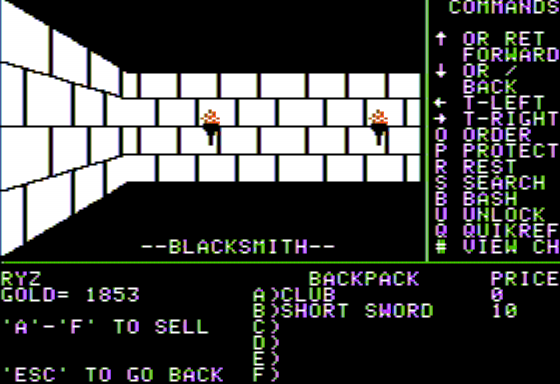 COMMANDS
↑ OR RET
FORWARD
↓ OR /
BACK
← T-LEFT
→ T-RIGHT
O ORDER
P PROTECT
R REST
S SEARCH
B BASH
U UNLOCK
Q QUIKREF
# VIEW CH
--BLACKSMITH--
RYZ BACKPACK PRICE
GOLD= 1853 A)CLUB 0
B)SHORT SWORD 10
'A'-'F' TO SELL C)
D)
E)
'ESC' TO GO BACK F)